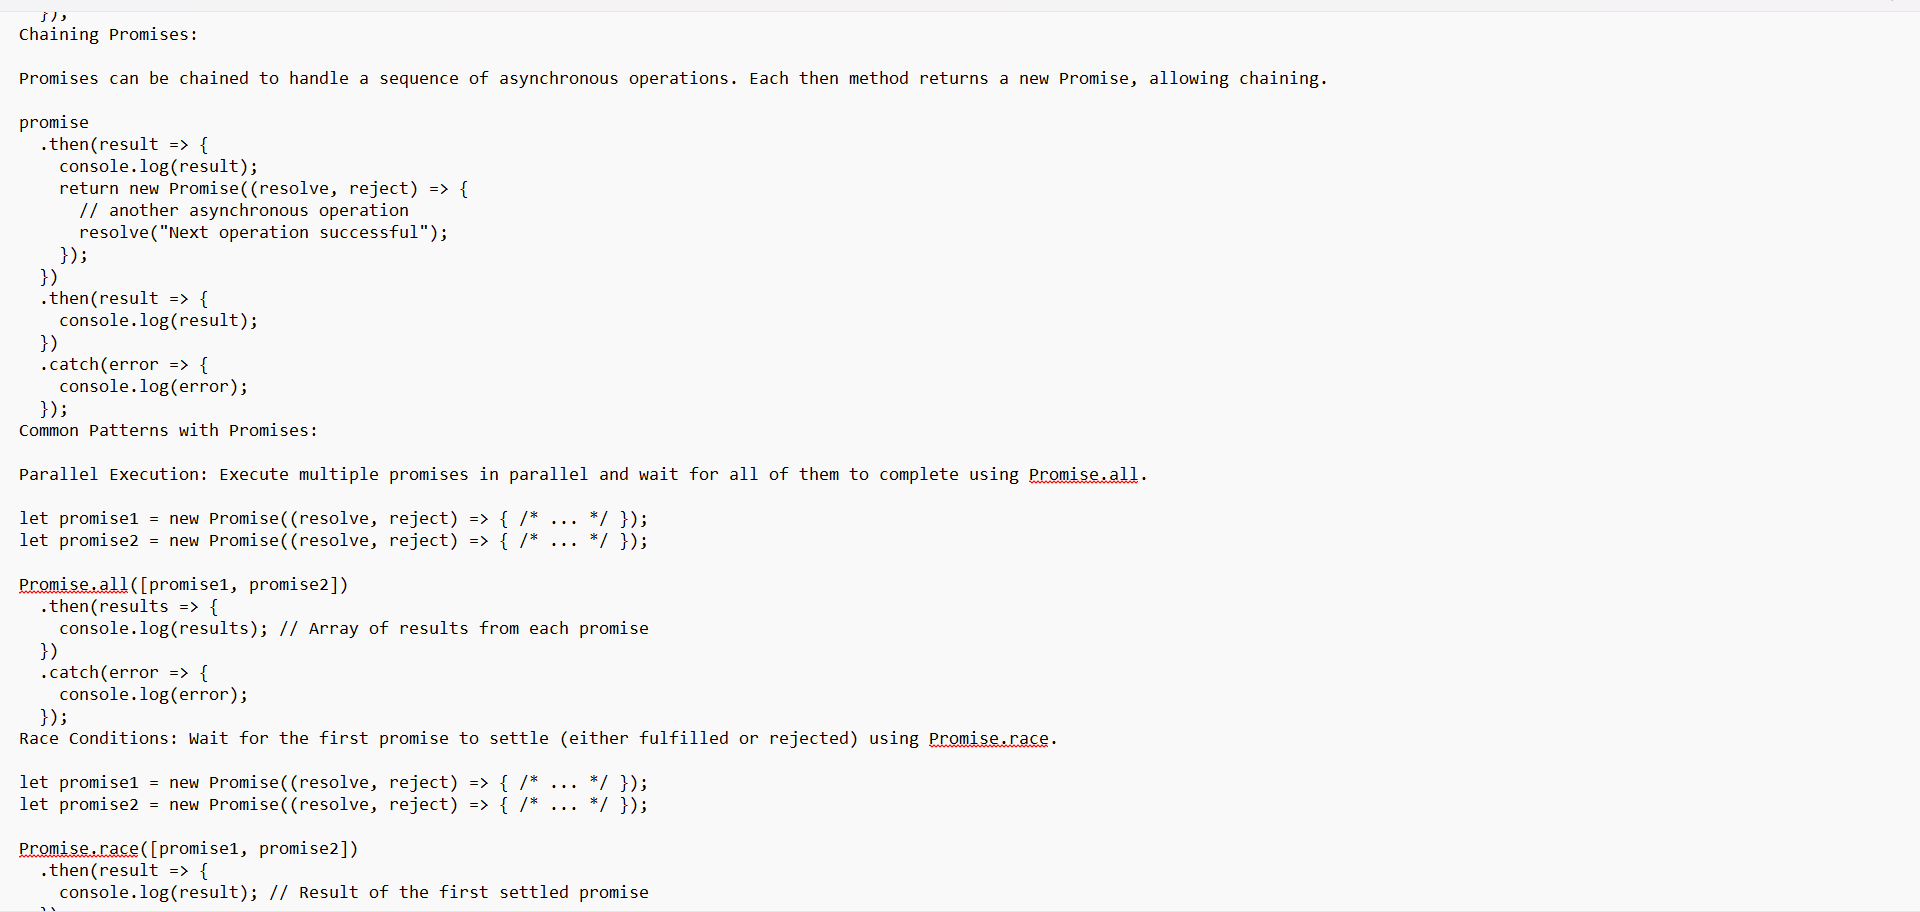 });
Chaining Promises:

Promises can be chained to handle a sequence of asynchronous operations. Each then method returns a new Promise, allowing chaining.

promise
  .then(result => {
    console.log(result);
    return new Promise((resolve, reject) => {
      // another asynchronous operation
      resolve("Next operation successful");
    });
  })
  .then(result => {
    console.log(result);
  })
  .catch(error => {
    console.log(error);
  });
Common Patterns with Promises:

Parallel Execution: Execute multiple promises in parallel and wait for all of them to complete using Promise.all.

let promise1 = new Promise((resolve, reject) => { /* ... */ });
let promise2 = new Promise((resolve, reject) => { /* ... */ });

Promise.all([promise1, promise2])
  .then(results => {
    console.log(results); // Array of results from each promise
  })
  .catch(error => {
    console.log(error);
  });
Race Conditions: Wait for the first promise to settle (either fulfilled or rejected) using Promise.race.

let promise1 = new Promise((resolve, reject) => { /* ... */ });
let promise2 = new Promise((resolve, reject) => { /* ... */ });

Promise.race([promise1, promise2])
  .then(result => {
    console.log(result); // Result of the first settled promise
  })